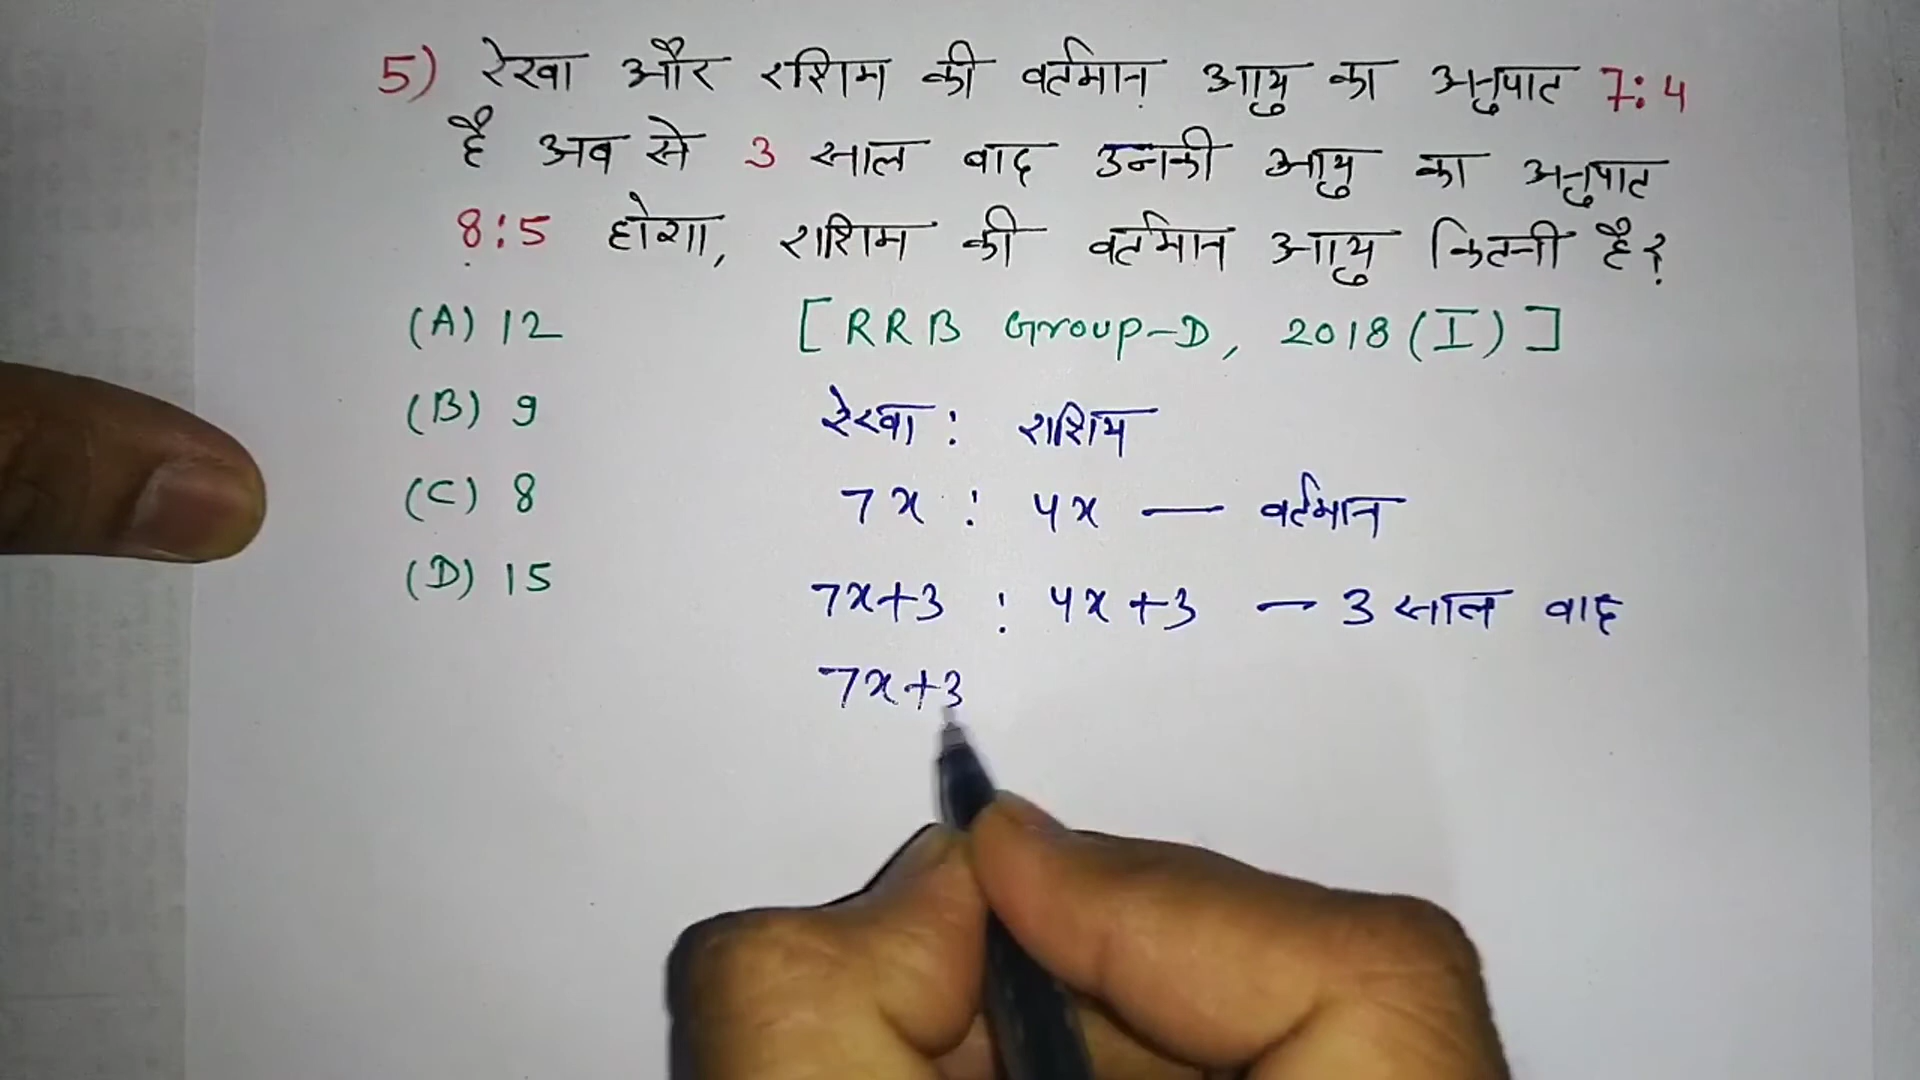 5) रेखा और रशिम की वर्तमान आयु का अनुपात 7:4
है अब से 3 साल बाद उनकी आयु का अनुपात
8:5 होगा, राशिम की वर्तमान आयु कितनी है?
(A) 12 [RRB Group-D, 2018(I)]
(B) 9
(C) 8
(D) 15
रेखा : राशिम
7x : 4x — वर्तमान
7x+3 : 4x+3 — 3 साल बाद
7x+3